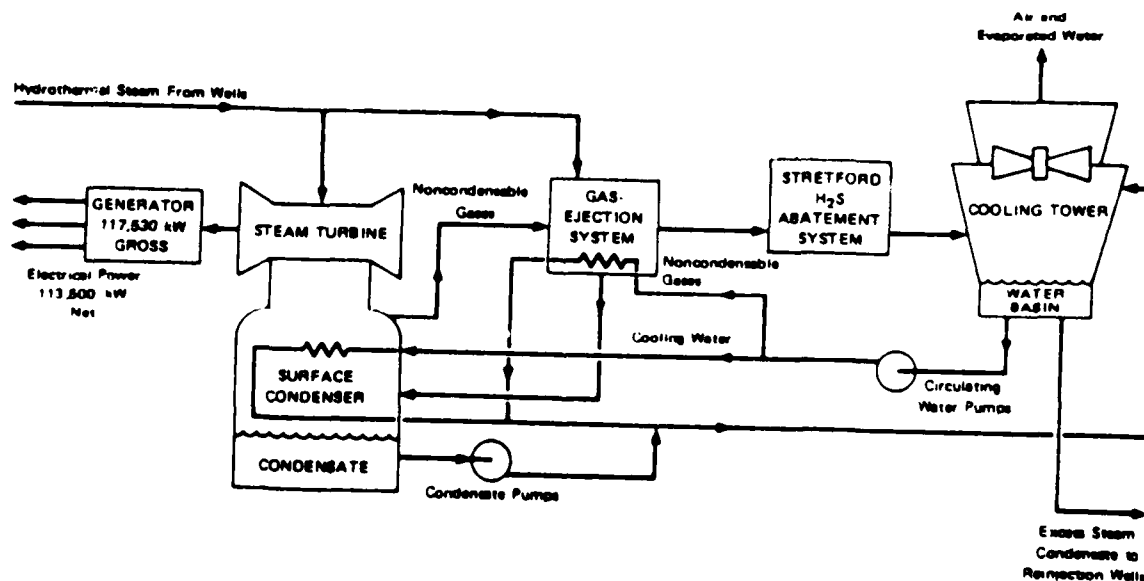 Air and
Evaporated Water
Hydrothermal Steam From Wells
GENERATOR
117,530 kW
GROSS
Electrical Power
113,600 kW
Net
STEAM TURBINE
Noncondensable
Gases
GAS-
EJECTION
SYSTEM
Noncondensable
Gases
STRETFORD
H₂S
ABATEMENT
SYSTEM
COOLING TOWER
WATER
BASIN
Cooling Water
Circulating
Water Pumps
SURFACE
CONDENSER
CONDENSATE
Condensate Pumps
Excess Steam
Condensate to
Reinjection Wells